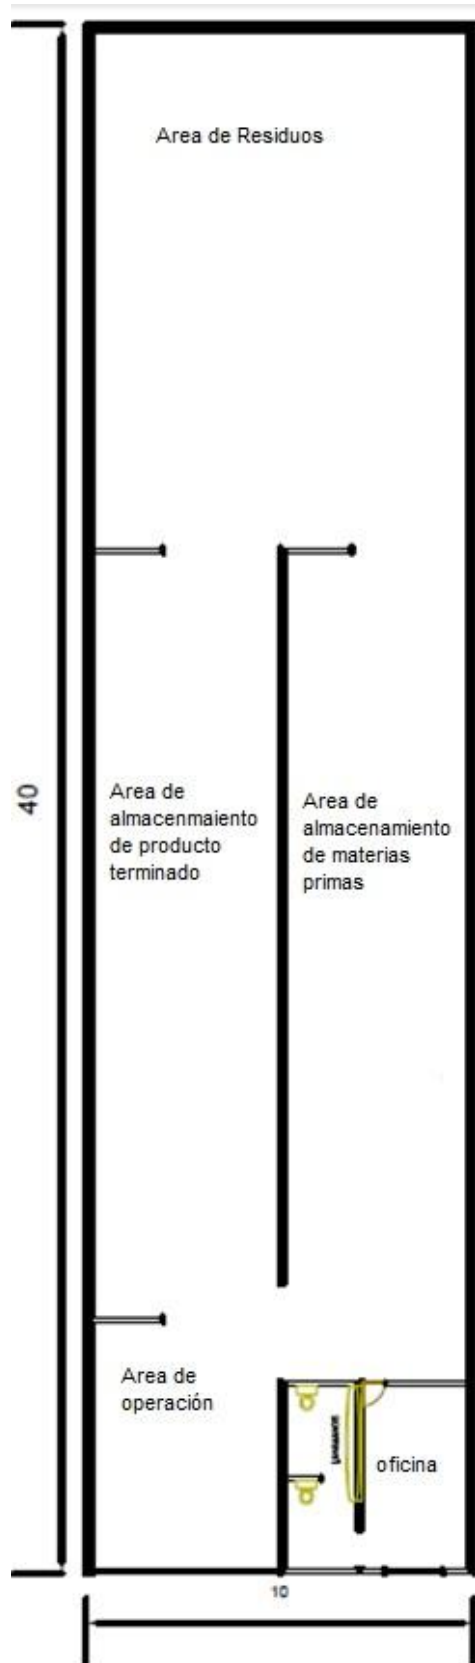 Area de Residuos
40
Area de
almacenmaiento
de producto
terminado
Area de
almacenamiento
de materias
primas
Area de
operación
oficina
10